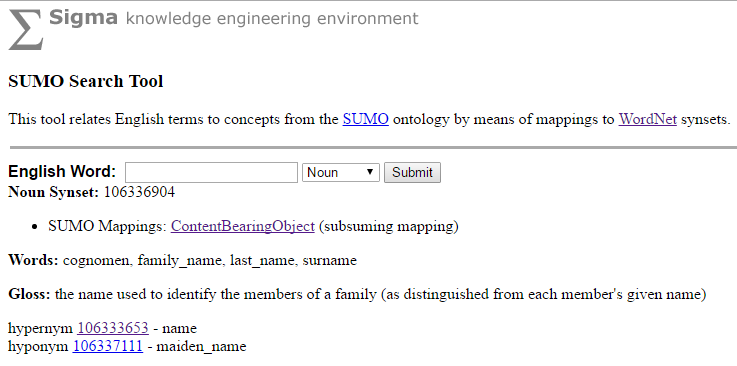 Σ Sigma knowledge engineering environment
SUMO Search Tool
This tool relates English terms to concepts from the SUMO ontology by means of mappings to WordNet synsets.
English Word: Noun Submit
Noun Synset: 106336904
• SUMO Mappings: ContentBearingObject (subsuming mapping)
Words: cognomen, family_name, last_name, surname
Gloss: the name used to identify the members of a family (as distinguished from each member's given name)
hypernym 106333653 - name
hyponym 106337111 - maiden_name